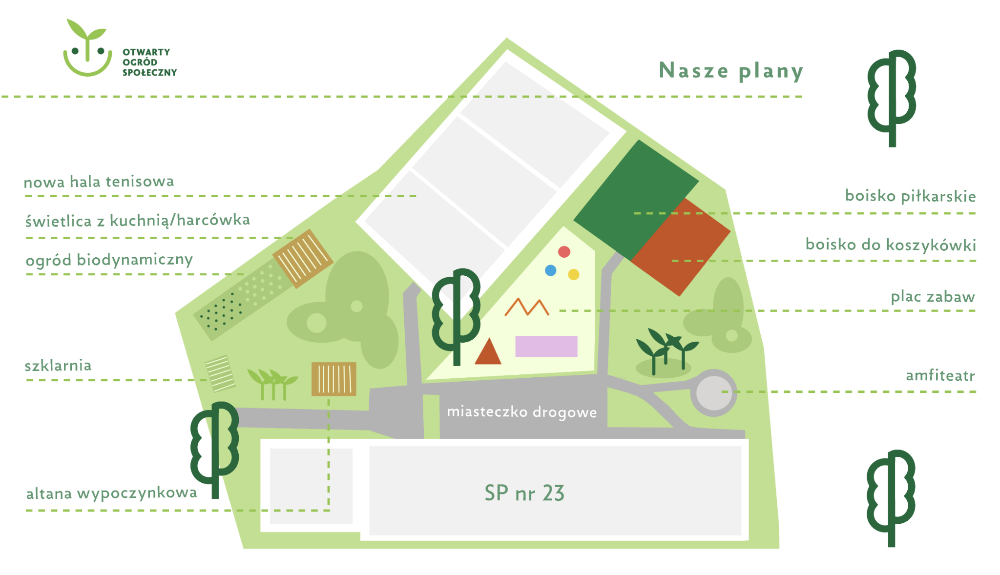 OTWARTY
OGRÓD
SPOŁECZNY
Nasze plany
nowa hala tenisowa
świetlica z kuchnią/harcówka
ogród biodynamiczny
szklarnia
altana wypoczynkowa
boisko piłkarskie
boisko do koszykówki
plac zabaw
amfiteatr
miasteczko drogowe
SP nr 23